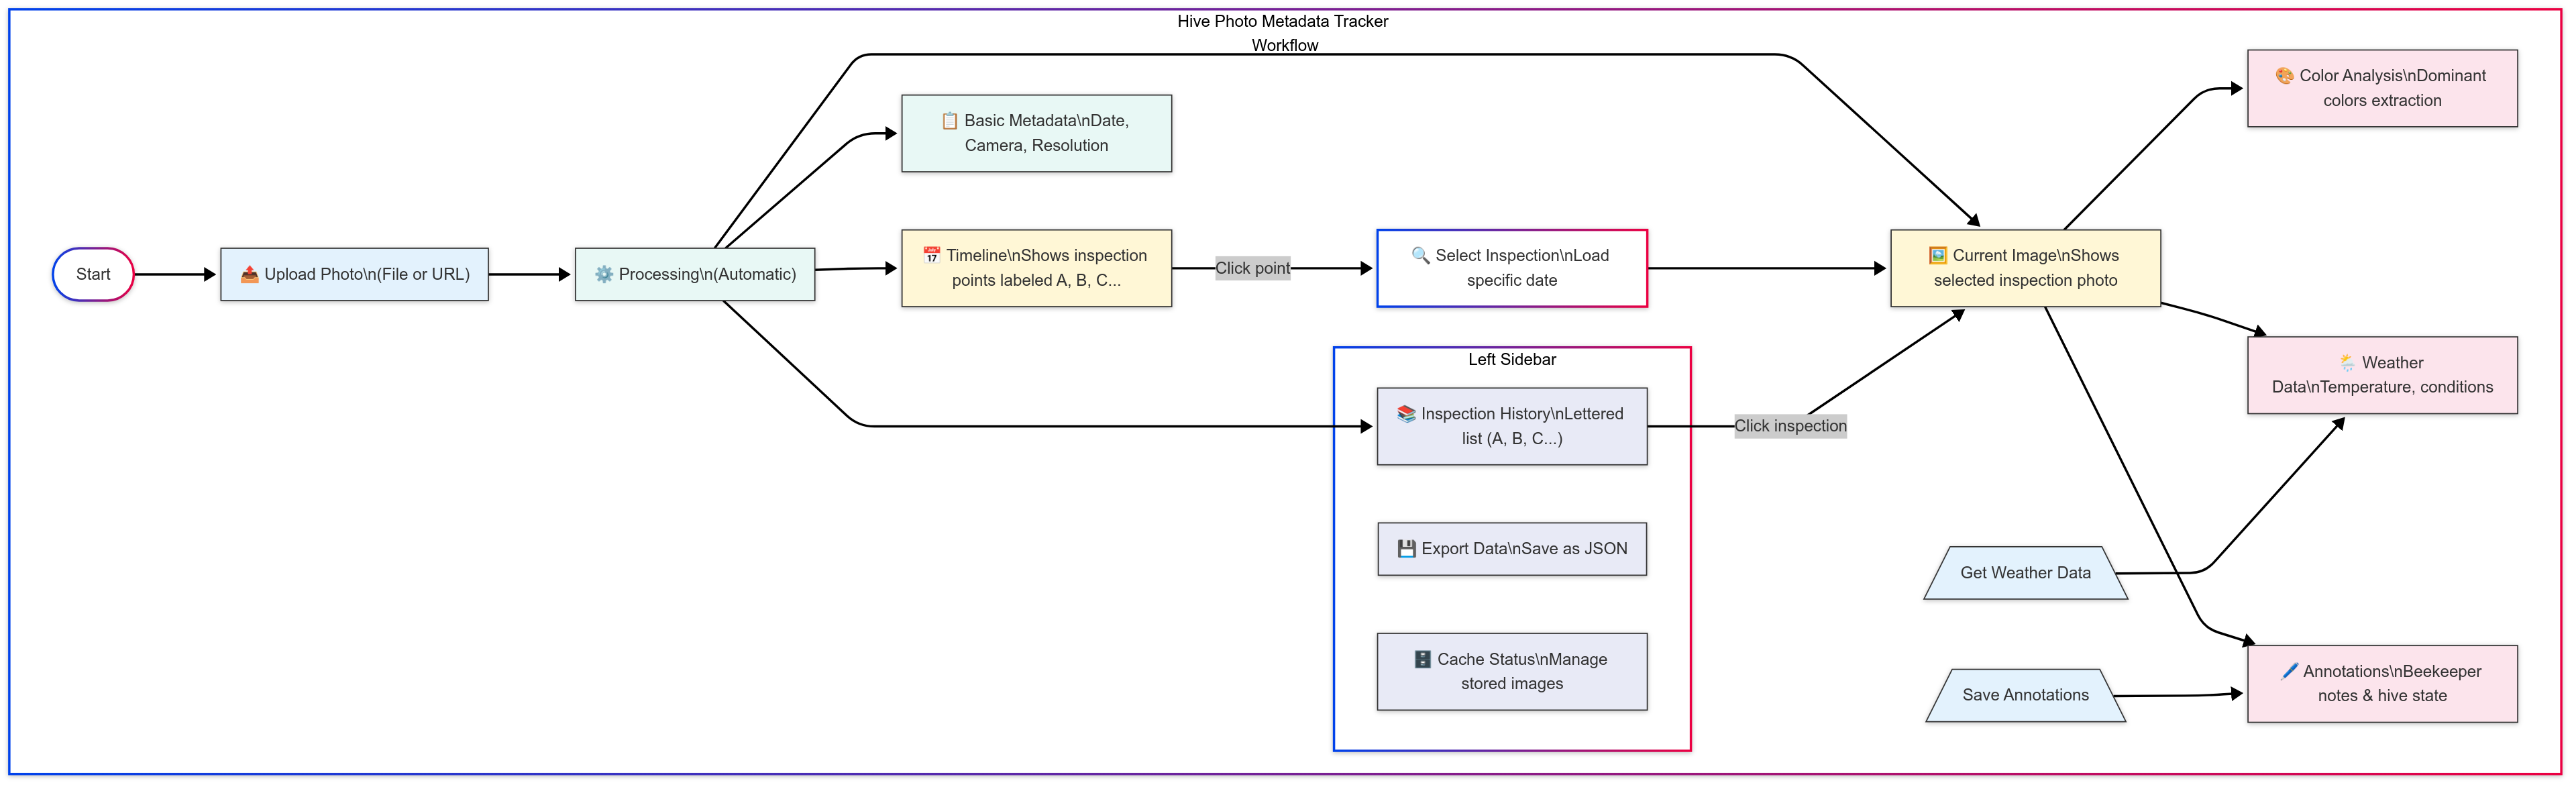 Hive Photo Metadata Tracker
Workflow
Start
📤 Upload Photo\n(File or URL)
⚙️ Processing\n(Automatic)
📋 Basic Metadata\nDate,
Camera, Resolution
📅 Timeline\nShows inspection
points labeled A, B, C...
Click point
🔍 Select Inspection\nLoad
specific date
Left Sidebar
📚 Inspection History\nLettered
list (A, B, C...)
Click inspection
💾 Export Data\nSave as JSON
🗄️ Cache Status\nManage
stored images
🖼️ Current Image\nShows
selected inspection photo
🎨 Color Analysis\nDominant
colors extraction
🌦️ Weather
Data\nTemperature, conditions
Get Weather Data
Save Annotations
🖊️ Annotations\nBeekeeper
notes & hive state